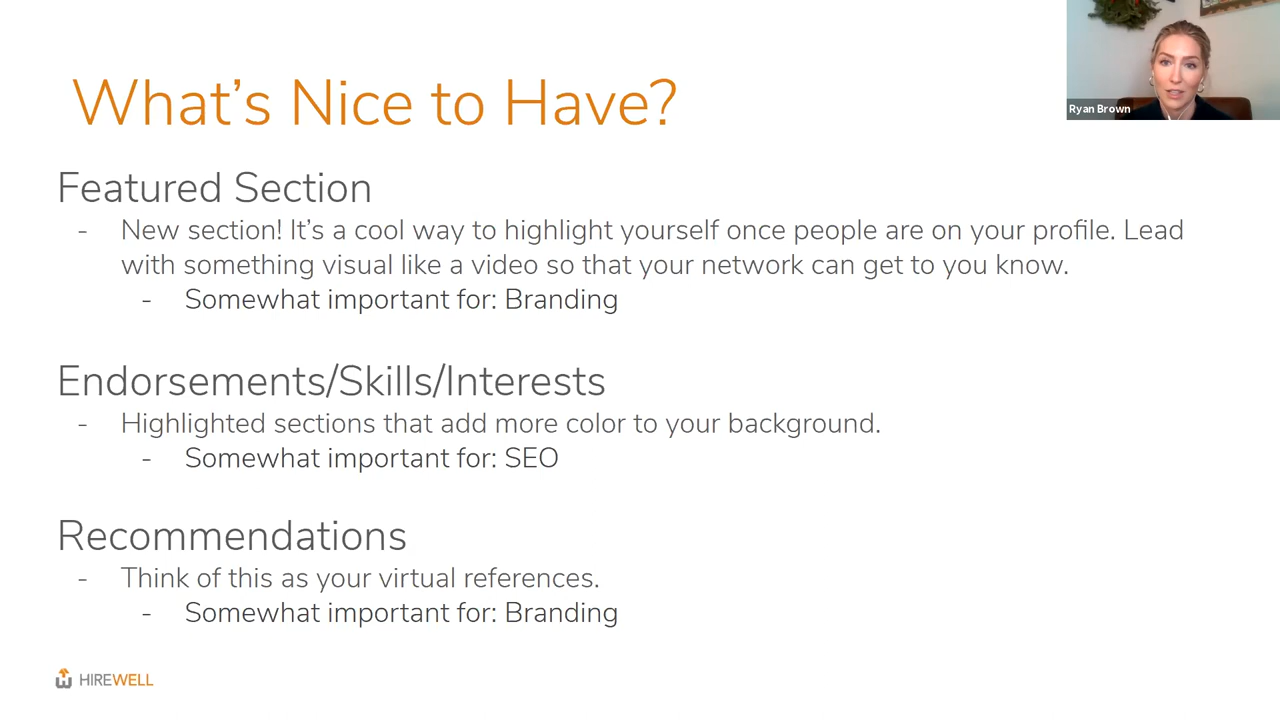 What's Nice to Have?
Ryan Brown
Featured Section
- New section! It's a cool way to highlight yourself once people are on your profile. Lead
with something visual like a video so that your network can get to you know.
- Somewhat important for: Branding
Endorsements/Skills/Interests
- Highlighted sections that add more color to your background.
- Somewhat important for: SEO
Recommendations
- Think of this as your virtual references.
- Somewhat important for: Branding
HIREWELL